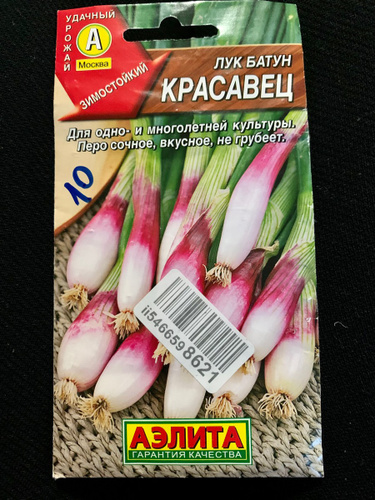 УДАЧНЫЙ
УРОЖАЙ
А
Москва
ЗИМОСТОЙКИЙ
ЛУК БАТУН
КРАСАВЕЦ
Для одно- и многолетней культуры.
Перо сочное, вкусное, не грубеет.
10
ii5466598621
АЭЛИТА
ГАРАНТИЯ КАЧЕСТВА